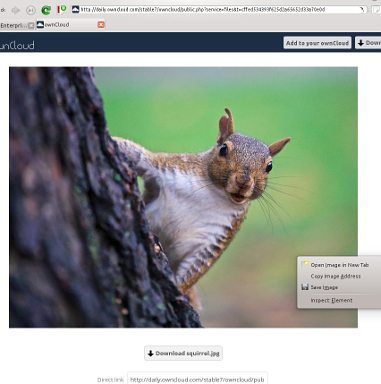 http://daily.owncloud.com/stable7/owncloud/public.php?service=files&t=
Enterpri...
ownCloud
wnCloud
Add to your ownCloud
Down
Open Image in New Tab
Copy Image Address
Save Image
Inspect Element
Download squirrel.jpg
Direct link
http://daily.owncloud.com/stable7/owncloud/pub